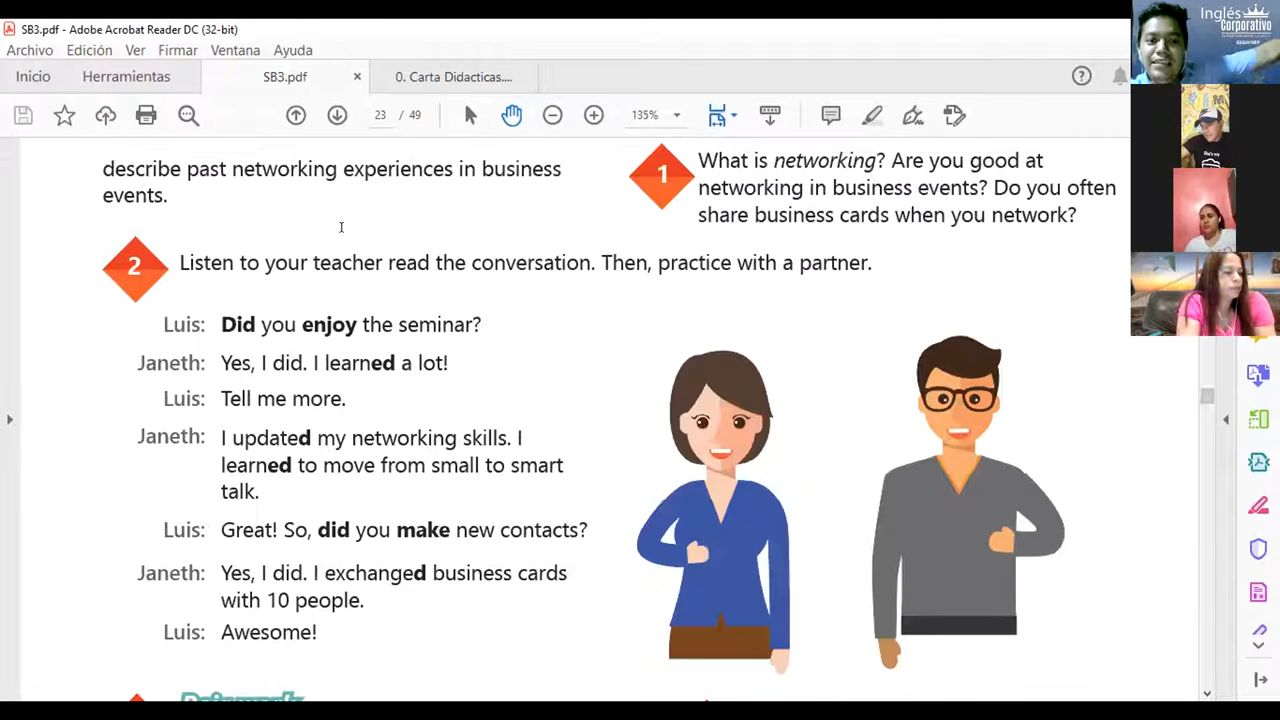 SB3.pdf - Adobe Acrobat Reader DC (32-bit)
Archivo Edición Ver Firmar Ventana Ayuda
Inicio Herramientas SB3.pdf × 0. Carta Didacticas....
23 / 49 135%
Inglés
Corporativo
BEGINNER
describe past networking experiences in business
events.
1
What is networking? Are you good at
networking in business events? Do you often
share business cards when you network?
2
Listen to your teacher read the conversation. Then, practice with a partner.
Luis: Did you enjoy the seminar?
Janeth: Yes, I did. I learned a lot!
Luis: Tell me more.
Janeth: I updated my networking skills. I
learned to move from small to smart
talk.
Luis: Great! So, did you make new contacts?
Janeth: Yes, I did. I exchanged business cards
with 10 people.
Luis: Awesome!